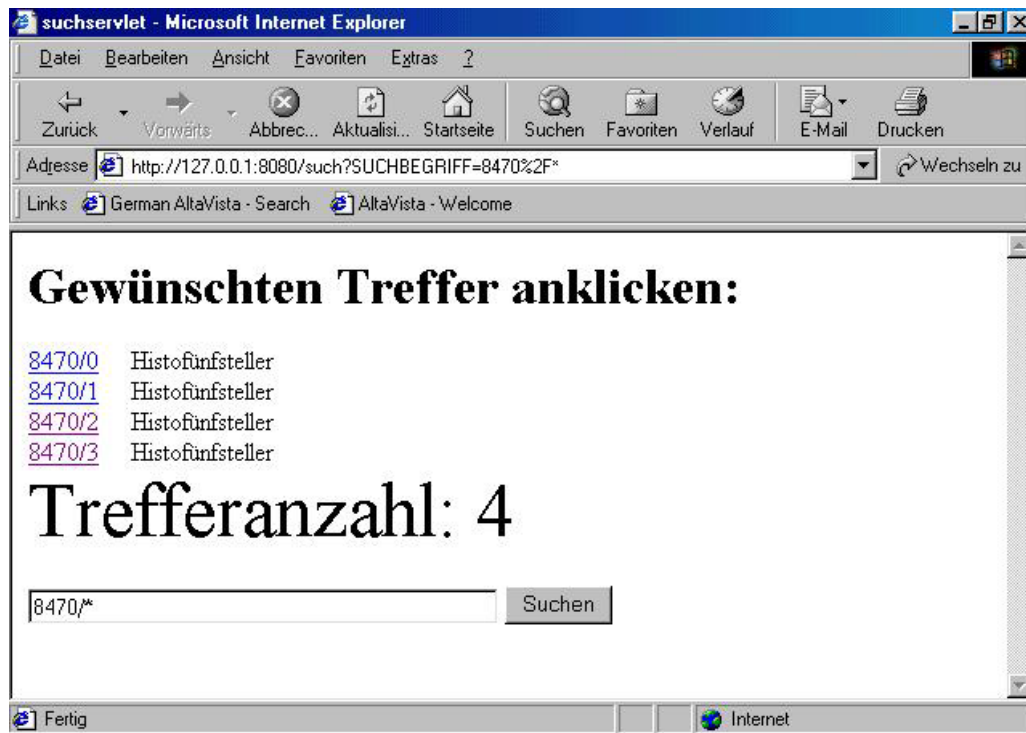 suchservlet - Microsoft Internet Explorer
Datei Bearbeiten Ansicht Favoriten Extras ?
Zurück Vorwärts Abbrec... Aktualisi... Startseite Suchen Favoriten Verlauf E-Mail Drucken
Adresse http://127.0.0.1:8080/such?SUCHBEGRIFF=8470%2F* Wechseln zu
Links German AltaVista - Search AltaVista - Welcome
Gewünschten Treffer anklicken:
8470/0 Histofünfsteller
8470/1 Histofünfsteller
8470/2 Histofünfsteller
8470/3 Histofünfsteller
Trefferanzahl: 4
8470/* Suchen
Fertig Internet